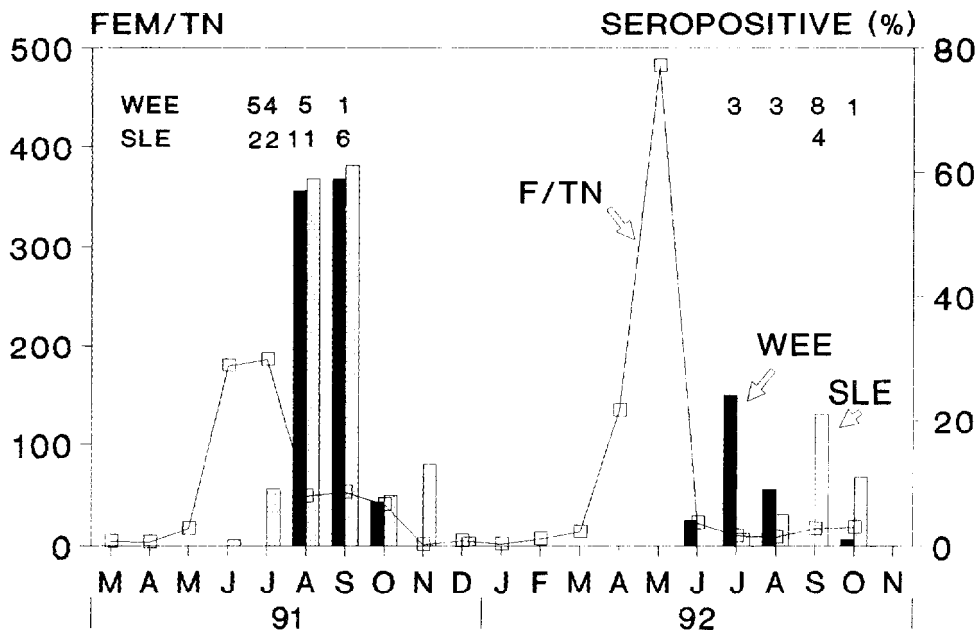 FEM/TN SEROPOSITIVE (%)
500 80
WEE 54 5 1 3 3 8 1
SLE 22 11 6 4
400
60
F/TN
300
40
200
WEE
SLE
20
100
0 0
M A M J J A S O N D J F M A M J J A S O N
91 92